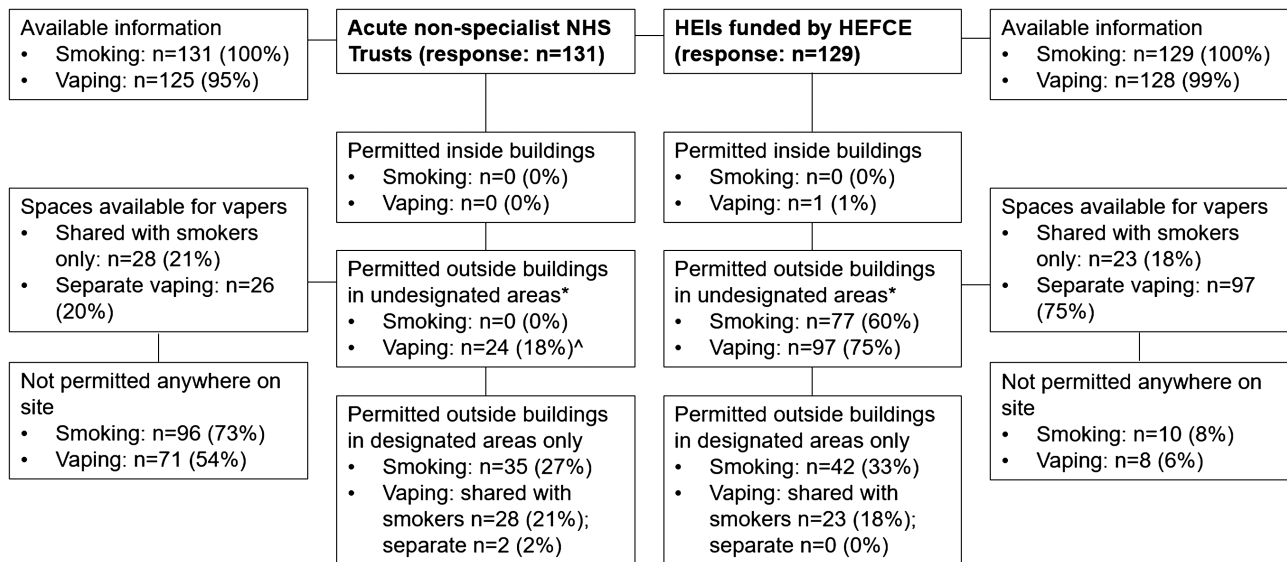 Available information
• Smoking: n=131 (100%)
• Vaping: n=125 (95%)
Acute non-specialist NHS
Trusts (response: n=131)
HEIs funded by HEFCE
(response: n=129)
Available information
• Smoking: n=129 (100%)
• Vaping: n=128 (99%)
Permitted inside buildings
• Smoking: n=0 (0%)
• Vaping: n=0 (0%)
Permitted inside buildings
• Smoking: n=0 (0%)
• Vaping: n=1 (1%)
Spaces available for vapers
• Shared with smokers
only: n=28 (21%)
• Separate vaping: n=26
(20%)
Permitted outside buildings
in undesignated areas*
• Smoking: n=0 (0%)
• Vaping: n=24 (18%)^
Permitted outside buildings
in undesignated areas*
• Smoking: n=77 (60%)
• Vaping: n=97 (75%)
Spaces available for vapers
• Shared with smokers
only: n=23 (18%)
• Separate vaping: n=97
(75%)
Not permitted anywhere on
site
• Smoking: n=96 (73%)
• Vaping: n=71 (54%)
Permitted outside buildings
in designated areas only
• Smoking: n=35 (27%)
• Vaping: shared with
smokers n=28 (21%);
separate n=2 (2%)
Permitted outside buildings
in designated areas only
• Smoking: n=42 (33%)
• Vaping: shared with
smokers n=23 (18%);
separate n=0 (0%)
Not permitted anywhere on
site
• Smoking: n=10 (8%)
• Vaping: n=8 (6%)